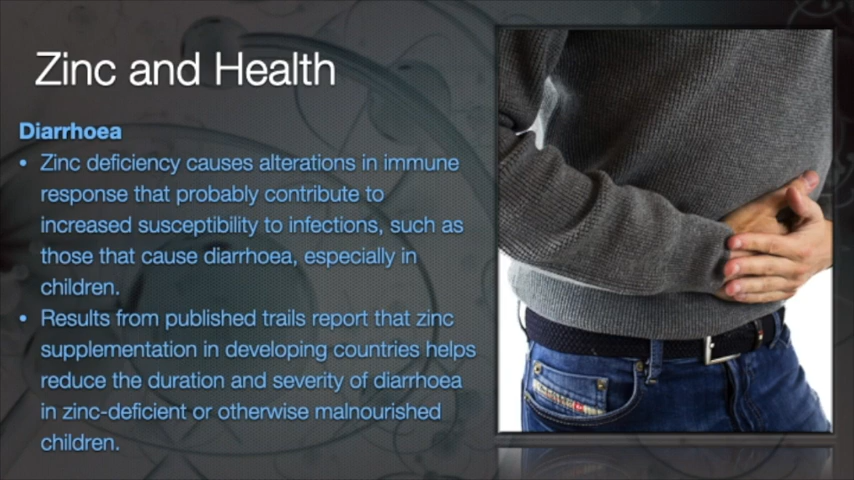 Zinc and Health
Diarrhoea
• Zinc deficiency causes alterations in immune
response that probably contribute to
increased susceptibility to infections, such as
those that cause diarrhoea, especially in
children.
• Results from published trails report that zinc
supplementation in developing countries helps
reduce the duration and severity of diarrhoea
in zinc-deficient or otherwise malnourished
children.